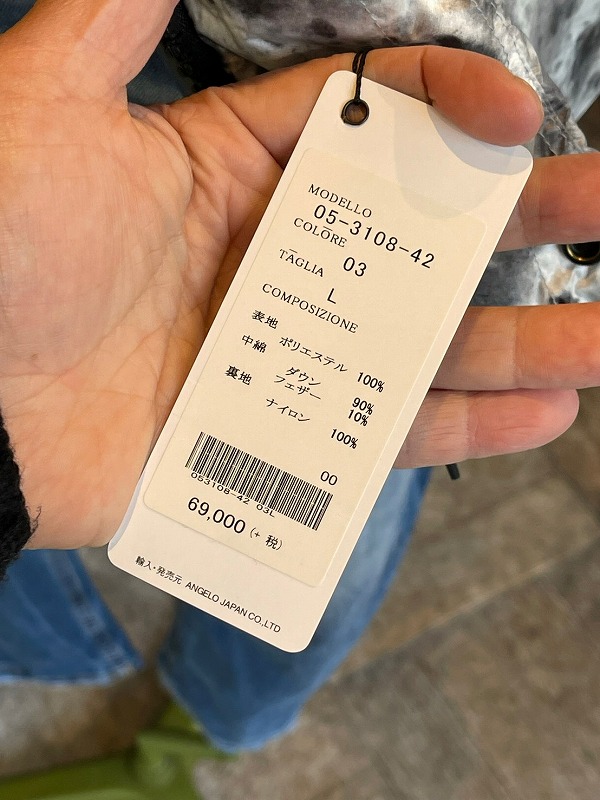 MODELLO
05-3108-42
COLORE
03
TAGLIA
L
COMPOSIZIONE
表地 ポリエステル 100%
中綿 ダウン 90%
フェザー 10%
裏地 ナイロン 100%
00
053108-42 03L
69,000 (+ 税)
輸入・発売元 ANGELO JAPAN CO.,LTD